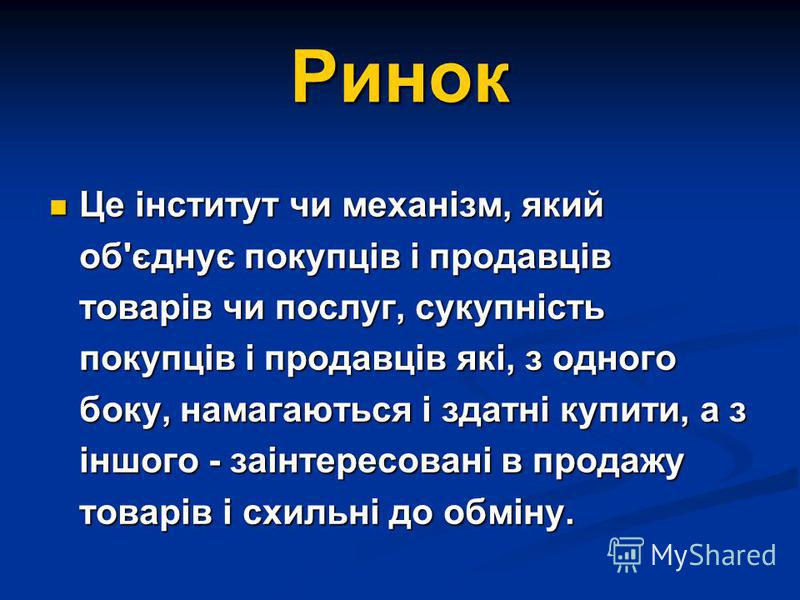 Ринок
Це інститут чи механізм, який
об'єднує покупців і продавців
товарів чи послуг, сукупність
покупців і продавців які, з одного
боку, намагаються і здатні купити, а з
іншого - заінтересовані в продажу
товарів і схильні до обміну.
MyShared